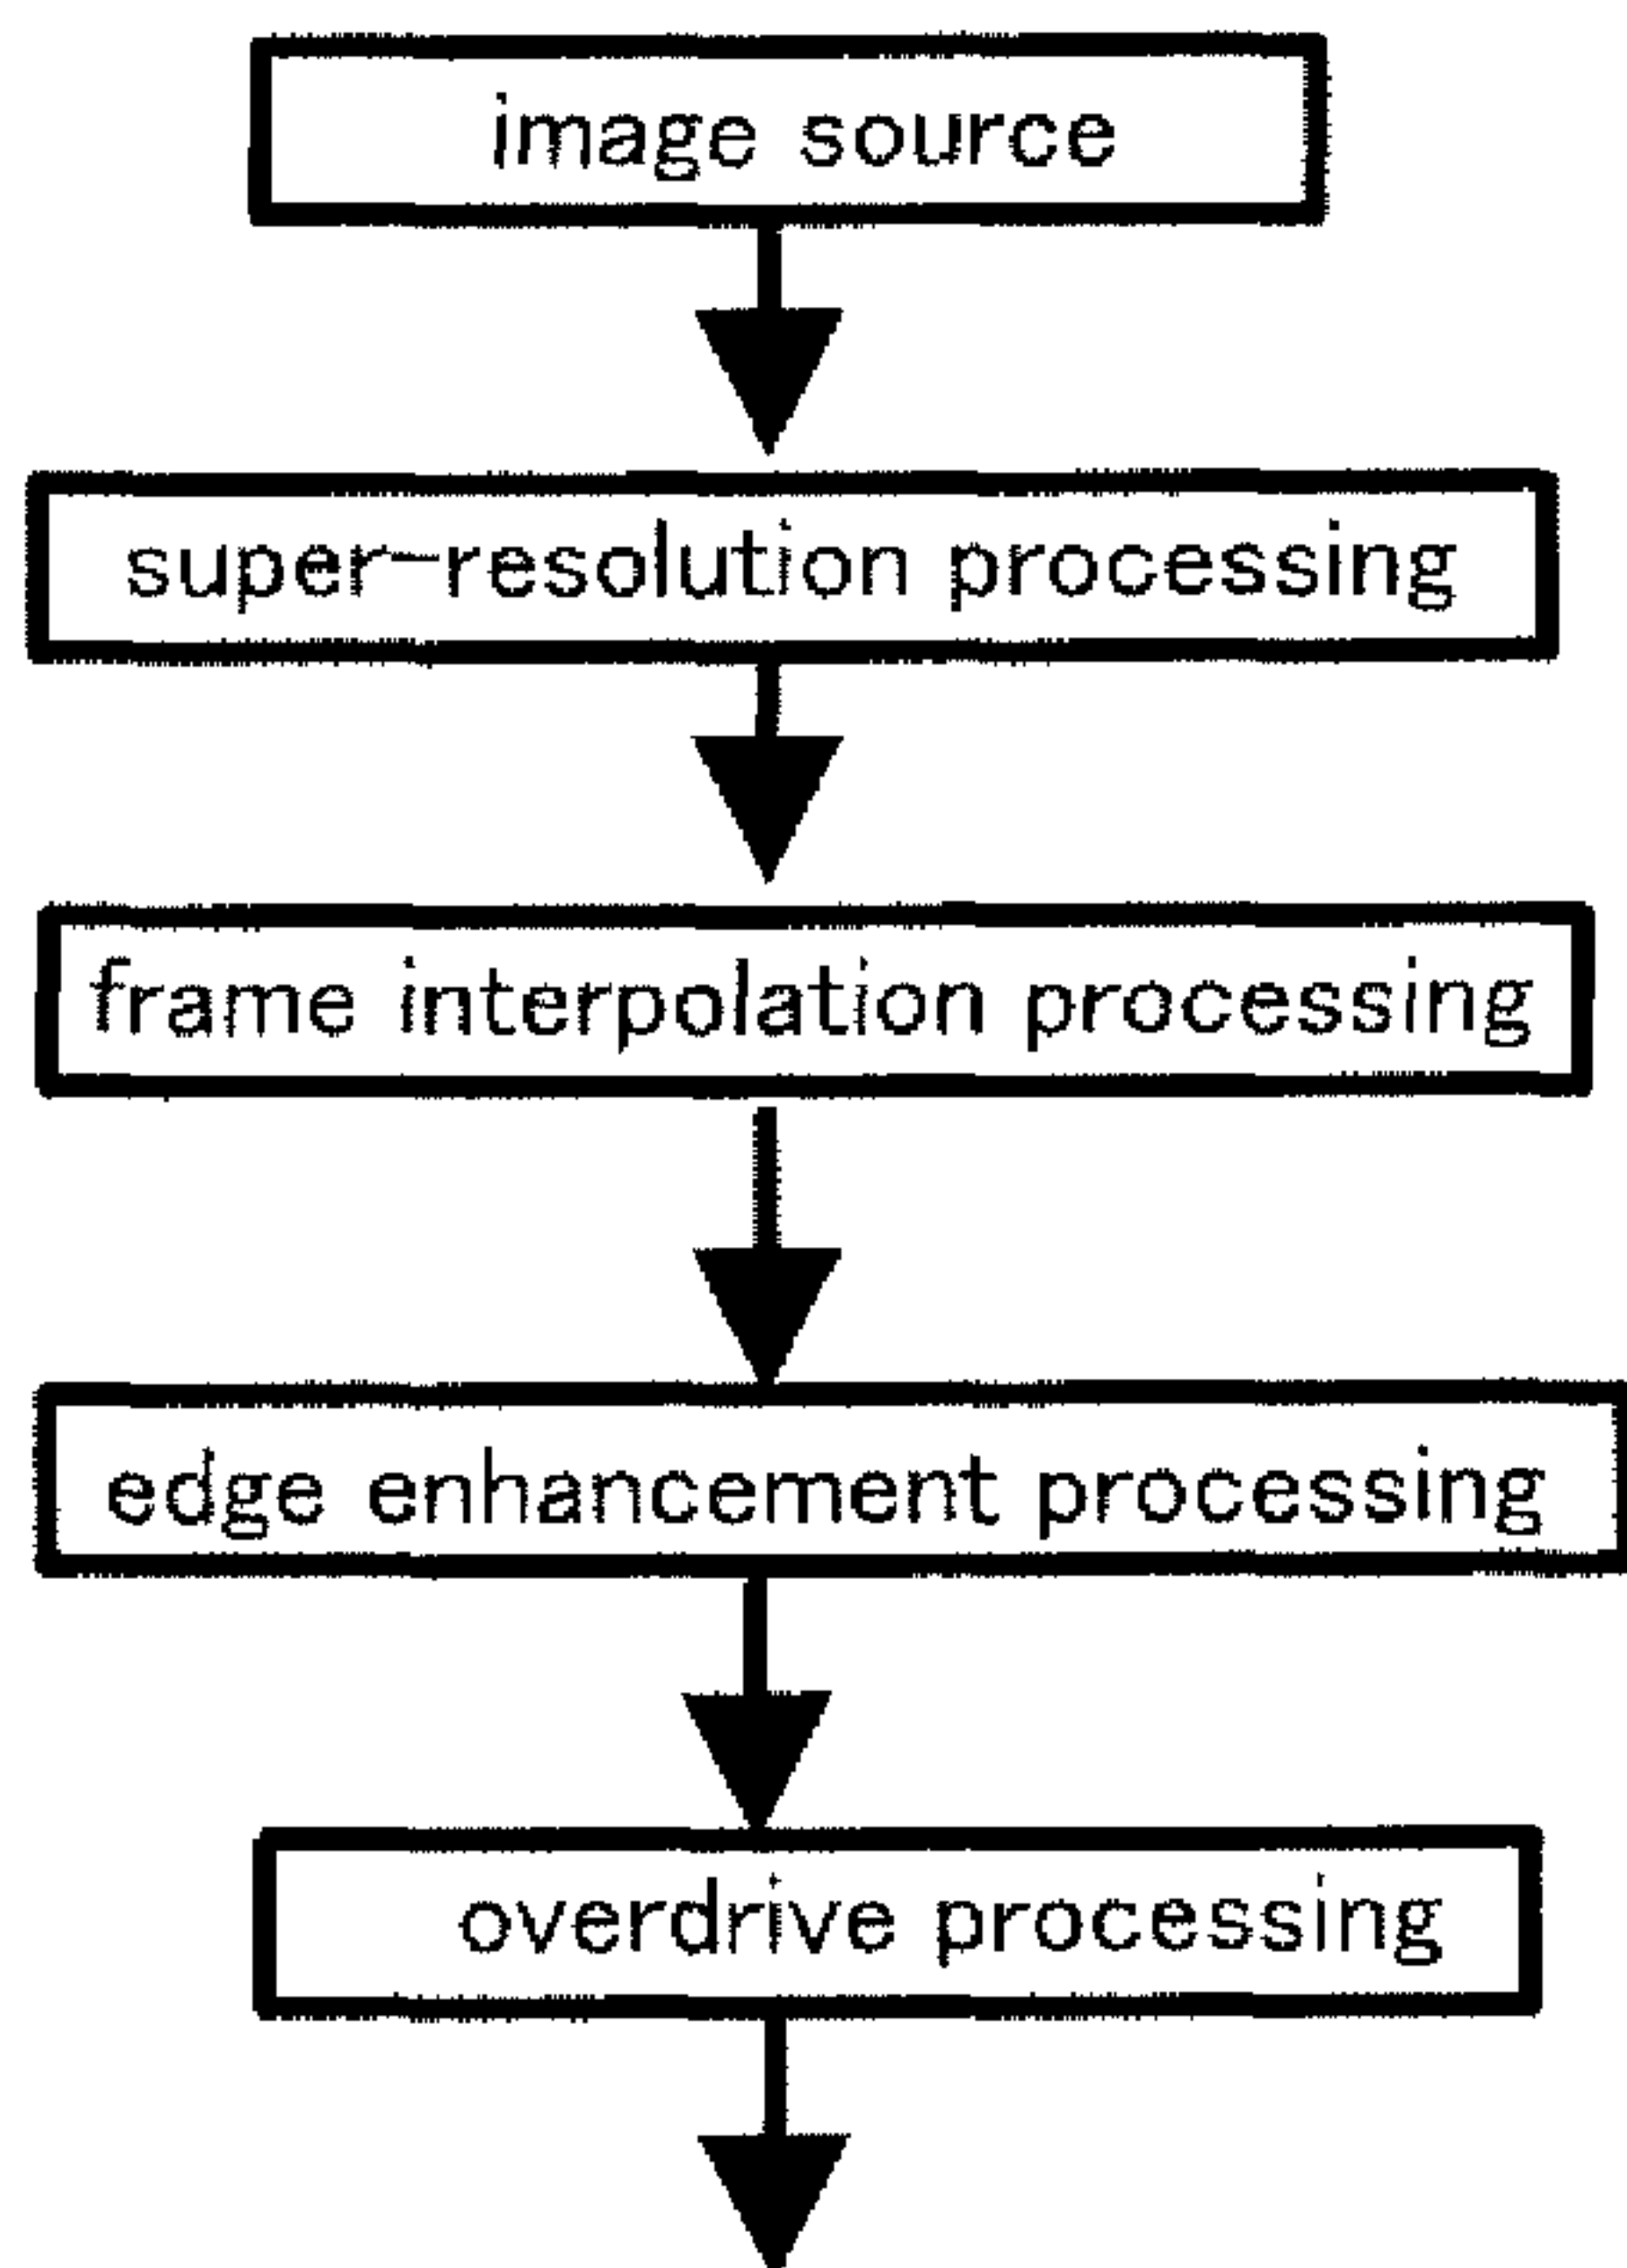 image source
super-resolution processing
frame interpolation processing
edge enhancement processing
overdrive processing